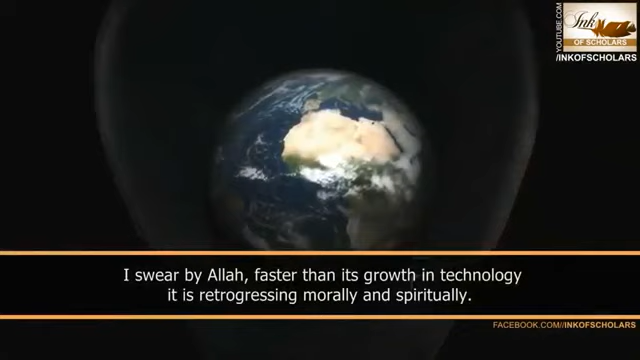 Ink
OF SCHOLARS
YOUTUBE.COM
/INKOFSCHOLARS
I swear by Allah, faster than its growth in technology
it is retrogressing morally and spiritually.
FACEBOOK.COM//INKOFSCHOLARS